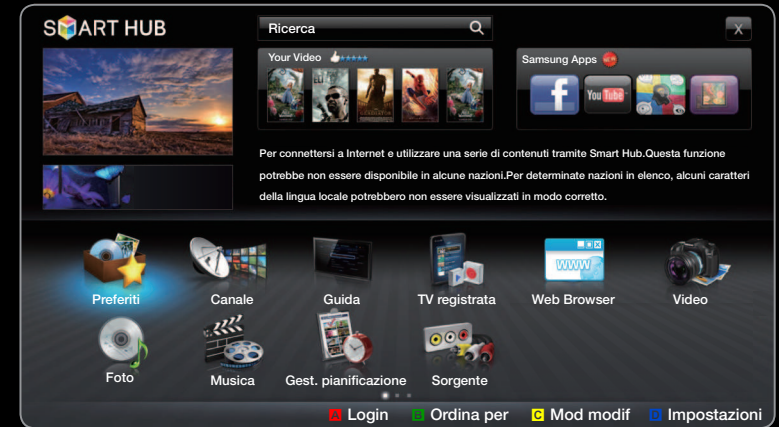 SMART HUB
Ricerca
X
Your Video
Samsung Apps
You Tube
Per connettersi a Internet e utilizzare una serie di contenuti tramite Smart Hub.Questa funzione
potrebbe non essere disponibile in alcune nazioni.Per determinate nazioni in elenco, alcuni caratteri
della lingua locale potrebbero non essere visualizzati in modo corretto.
www
Preferiti Canale Guida TV registrata Web Browser Video
Foto Musica Gest. pianificazione Sorgente
A Login B Ordina per C Mod modif D Impostazioni